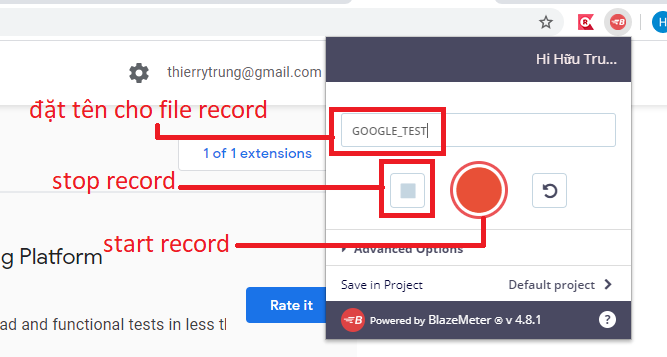 Hi Hữu Tru...
thierrytrung@gmail.com
đặt tên cho file record
GOOGLE_TEST
1 of 1 extensions
stop record
start record
Advanced Options
g Platform
Save in Project
Default project
Rate it
Powered by BlazeMeter ® v 4.8.1
?
ad and functional tests in less th
H